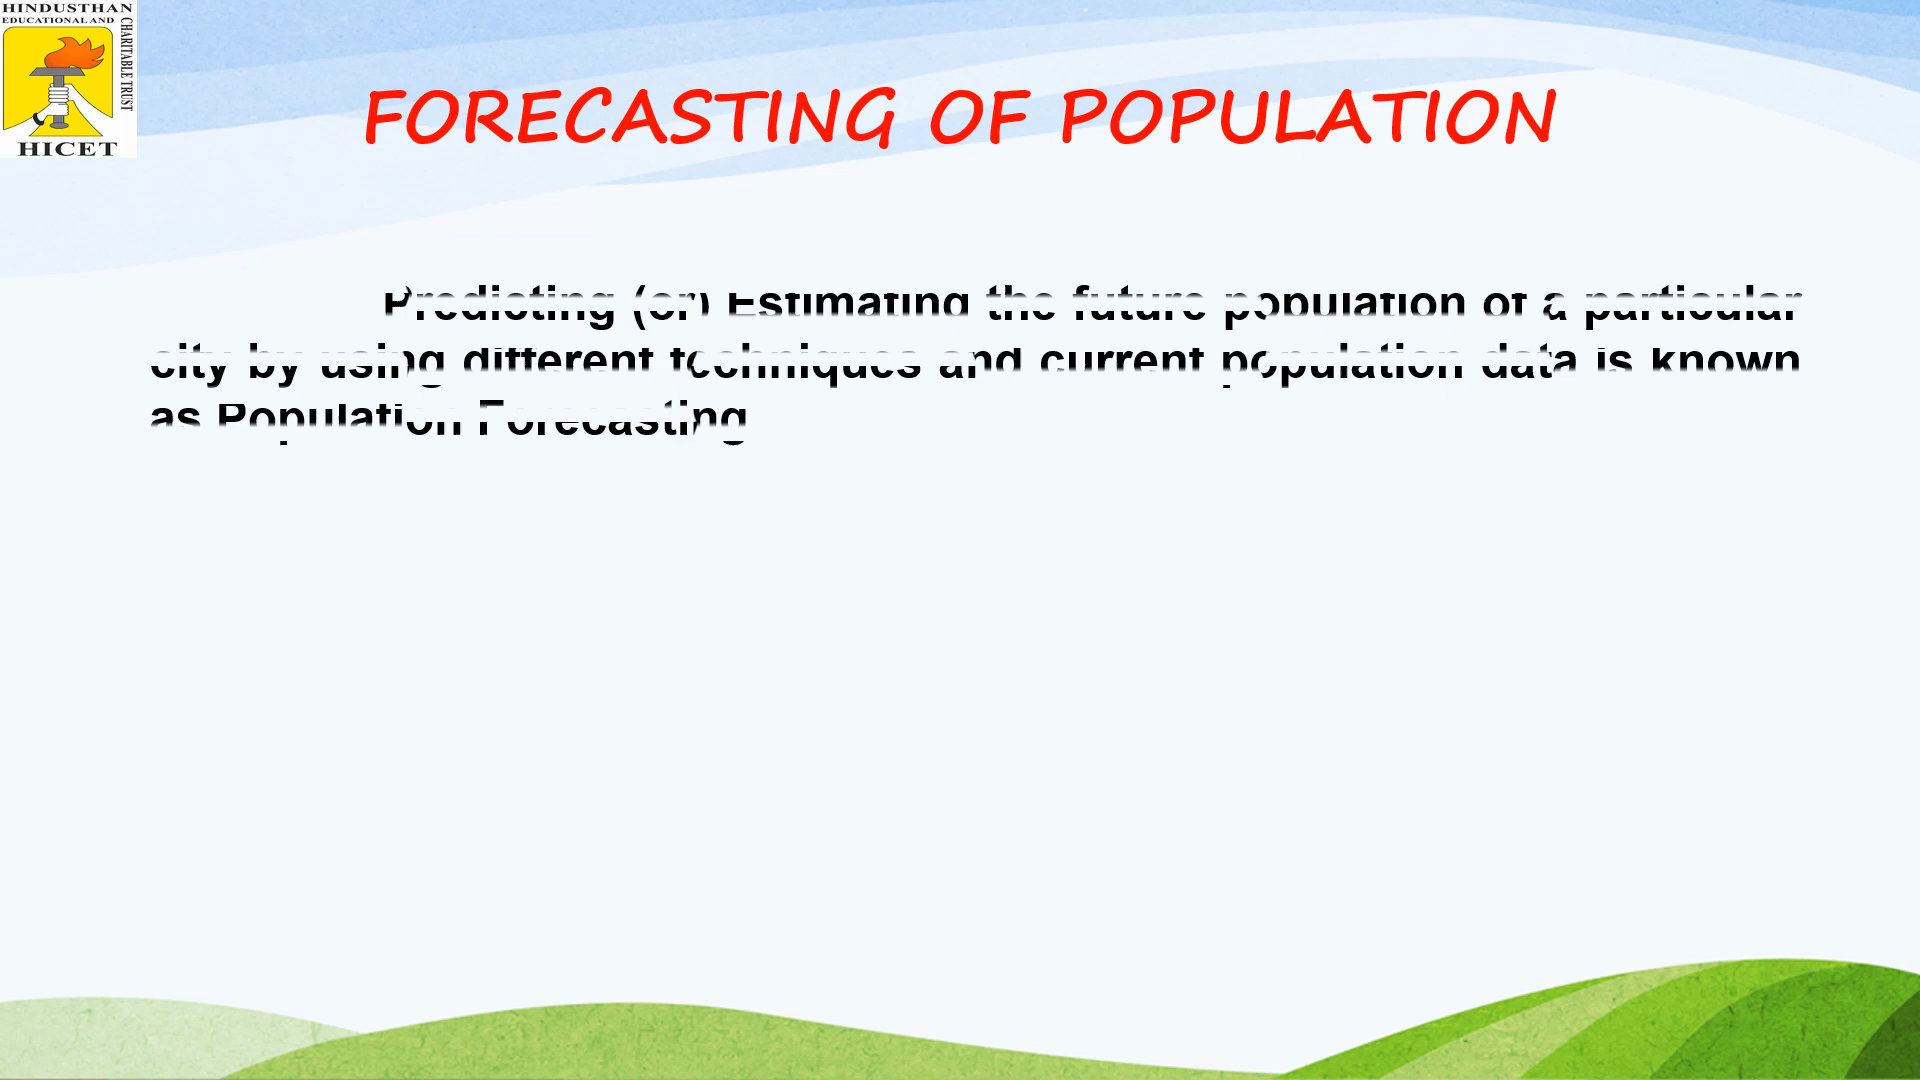 HINDUSTHAN
EDUCATIONAL AND
CHARITABLE TRUST
HICET
FORECASTING OF POPULATION
Predicting (or) Estimating the future population of a particular
city by using different techniques and current population data is known
as Population Forecasting